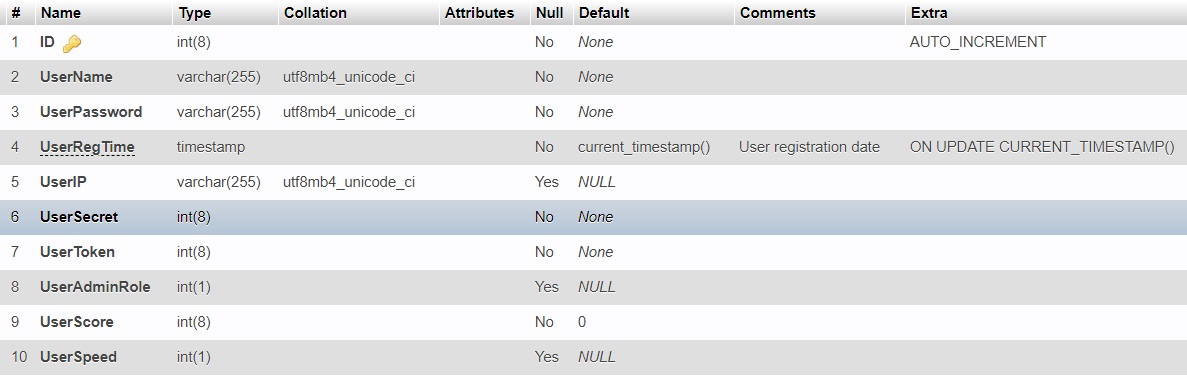 # Name Type Collation Attributes Null Default Comments Extra
1 ID int(8) No None AUTO_INCREMENT
2 UserName varchar(255) utf8mb4_unicode_ci No None
3 UserPassword varchar(255) utf8mb4_unicode_ci No None
4 UserRegTime timestamp No current_timestamp() User registration date ON UPDATE CURRENT_TIMESTAMP()
5 UserIP varchar(255) utf8mb4_unicode_ci Yes NULL
6 UserSecret int(8) No None
7 UserToken int(8) No None
8 UserAdminRole int(1) Yes NULL
9 UserScore int(8) No 0
10 UserSpeed int(1) Yes NULL